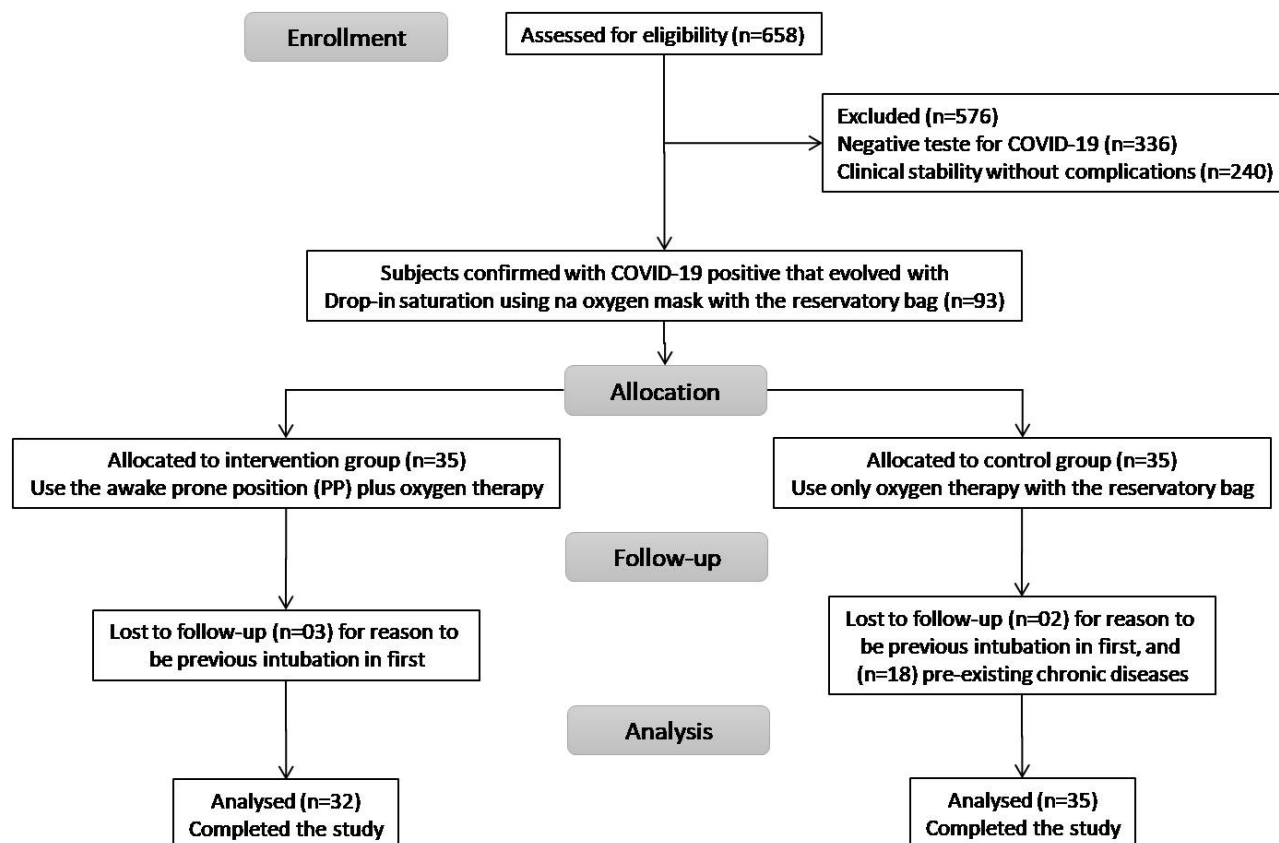 Enrollment
Assessed for eligibility (n=658)
Excluded (n=576)
Negative teste for COVID-19 (n=336)
Clinical stability without complications (n=240)
Subjects confirmed with COVID-19 positive that evolved with
Drop-in saturation using na oxygen mask with the reservatory bag (n=93)
Allocation
Allocated to intervention group (n=35)
Use the awake prone position (PP) plus oxygen therapy
Allocated to control group (n=35)
Use only oxygen therapy with the reservatory bag
Follow-up
Lost to follow-up (n=03) for reason to
be previous intubation in first
Lost to follow-up (n=02) for reason to
be previous intubation in first, and
(n=18) pre-existing chronic diseases
Analysis
Analysed (n=32)
Completed the study
Analysed (n=35)
Completed the study